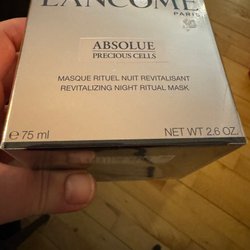 LANCÔME
PARIS
ABSOLUE
PRECIOUS CELLS
MASQUE RITUEL NUIT REVITALISANT
REVITALIZING NIGHT RITUAL MASK
℮ 75 ml NET WT. 2.6 OZ.